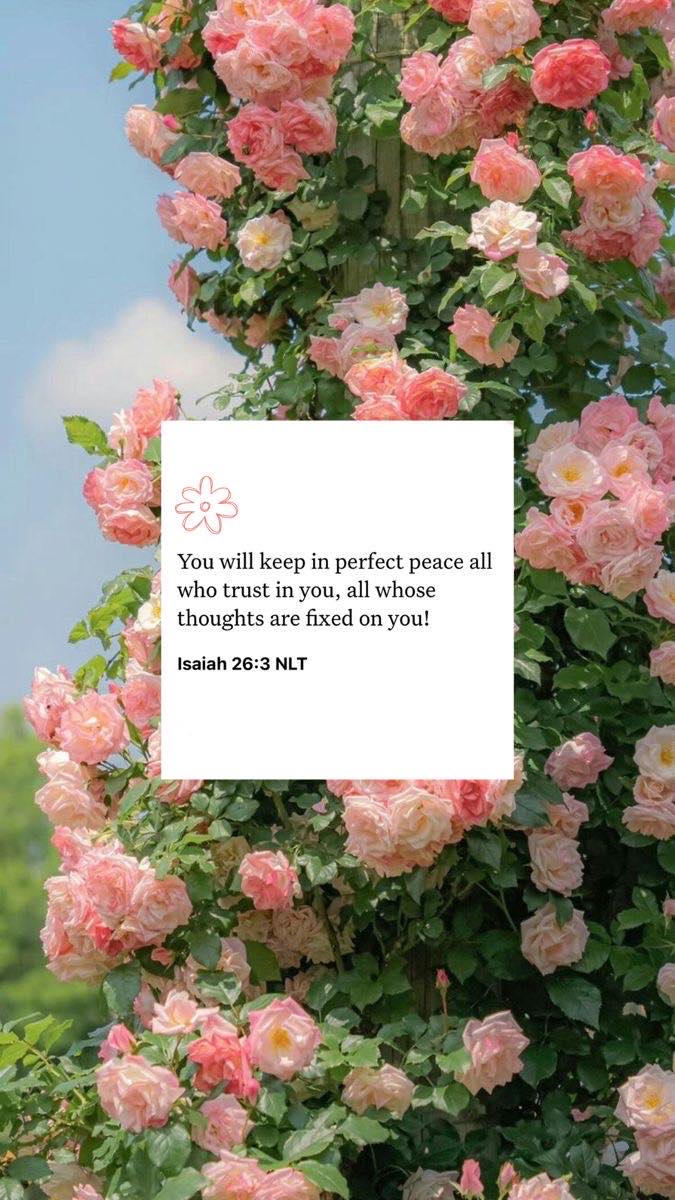 You will keep in perfect peace all
who trust in you, all whose
thoughts are fixed on you!
Isaiah 26:3 NLT